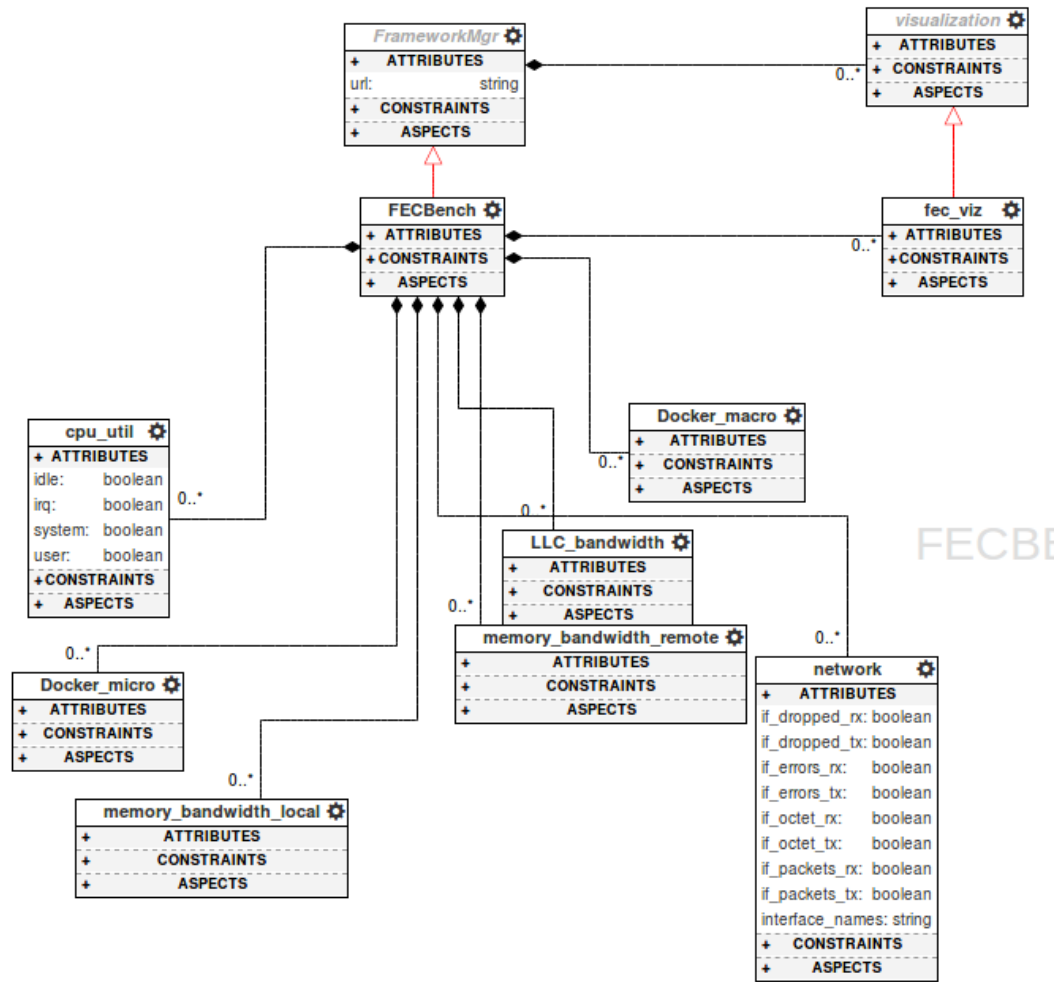 FrameworkMgr
+ ATTRIBUTES
url: string
+ CONSTRAINTS
+ ASPECTS
0..*
visualization
+ ATTRIBUTES
+ CONSTRAINTS
+ ASPECTS
FECBench
+ ATTRIBUTES
+ CONSTRAINTS
+ ASPECTS
0..*
fec_viz
+ ATTRIBUTES
+CONSTRAINTS
+ ASPECTS
Docker_macro
+ ATTRIBUTES
+ CONSTRAINTS
+ ASPECTS
0..*
cpu_util
+ ATTRIBUTES
idle: boolean
irq: boolean
system: boolean
user: boolean
+CONSTRAINTS
+ ASPECTS
0..*
0..*
LLC_bandwidth
+ ATTRIBUTES
+ CONSTRAINTS
+ ASPECTS
FECBE
0..*
memory_bandwidth_remote
+ ATTRIBUTES
+ CONSTRAINTS
+ ASPECTS
0..*
Docker_micro
+ ATTRIBUTES
+ CONSTRAINTS
+ ASPECTS
0..*
network
+ ATTRIBUTES
if_dropped_rx: boolean
if_dropped_tx: boolean
if_errors_rx: boolean
if_errors_tx: boolean
if_octet_rx: boolean
if_octet_tx: boolean
if_packets_rx: boolean
if_packets_tx: boolean
interface_names: string
+ CONSTRAINTS
+ ASPECTS
0..*
memory_bandwidth_local
+ ATTRIBUTES
+ CONSTRAINTS
+ ASPECTS